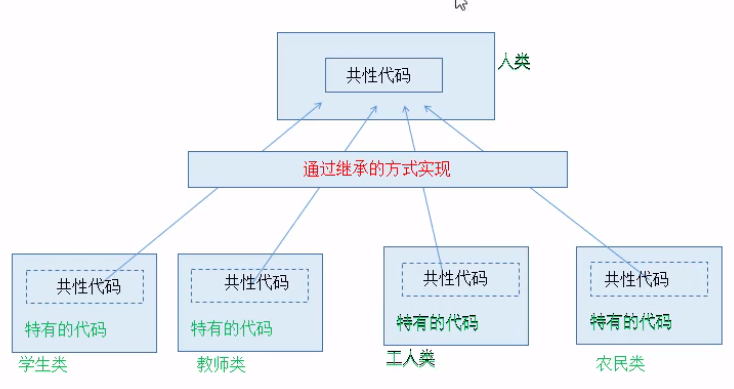 共性代码
人类
通过继承的方式实现
共性代码
特有的代码
学生类
共性代码
特有的代码
教师类
共性代码
特有的代码
工人类
共性代码
特有的代码
农民类